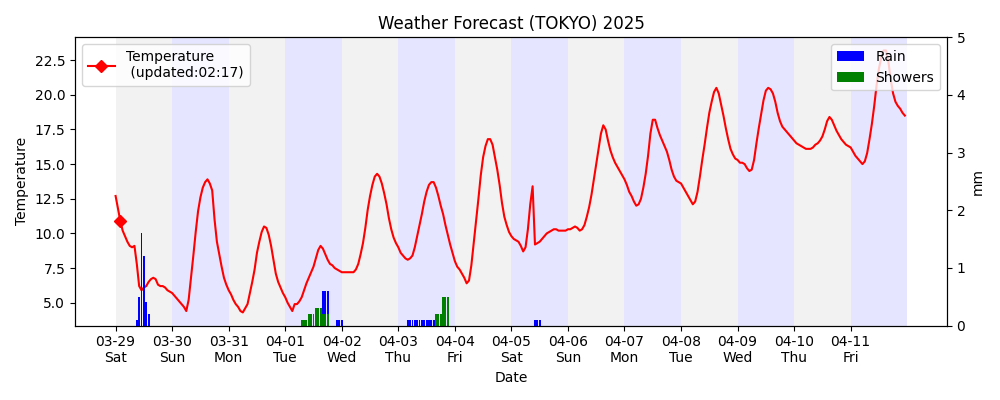 Weather Forecast (TOKYO) 2025
Temperature
(updated:02:17)
Rain
Showers
22.5
20.0
17.5
15.0
12.5
10.0
7.5
5.0
Temperature
5
4
3
2
1
0
mm
03-29 03-30 03-31 04-01 04-02 04-03 04-04 04-05 04-06 04-07 04-08 04-09 04-10 04-11
Sat Sun Mon Tue Wed Thu Fri Sat Sun Mon Tue Wed Thu Fri
Date